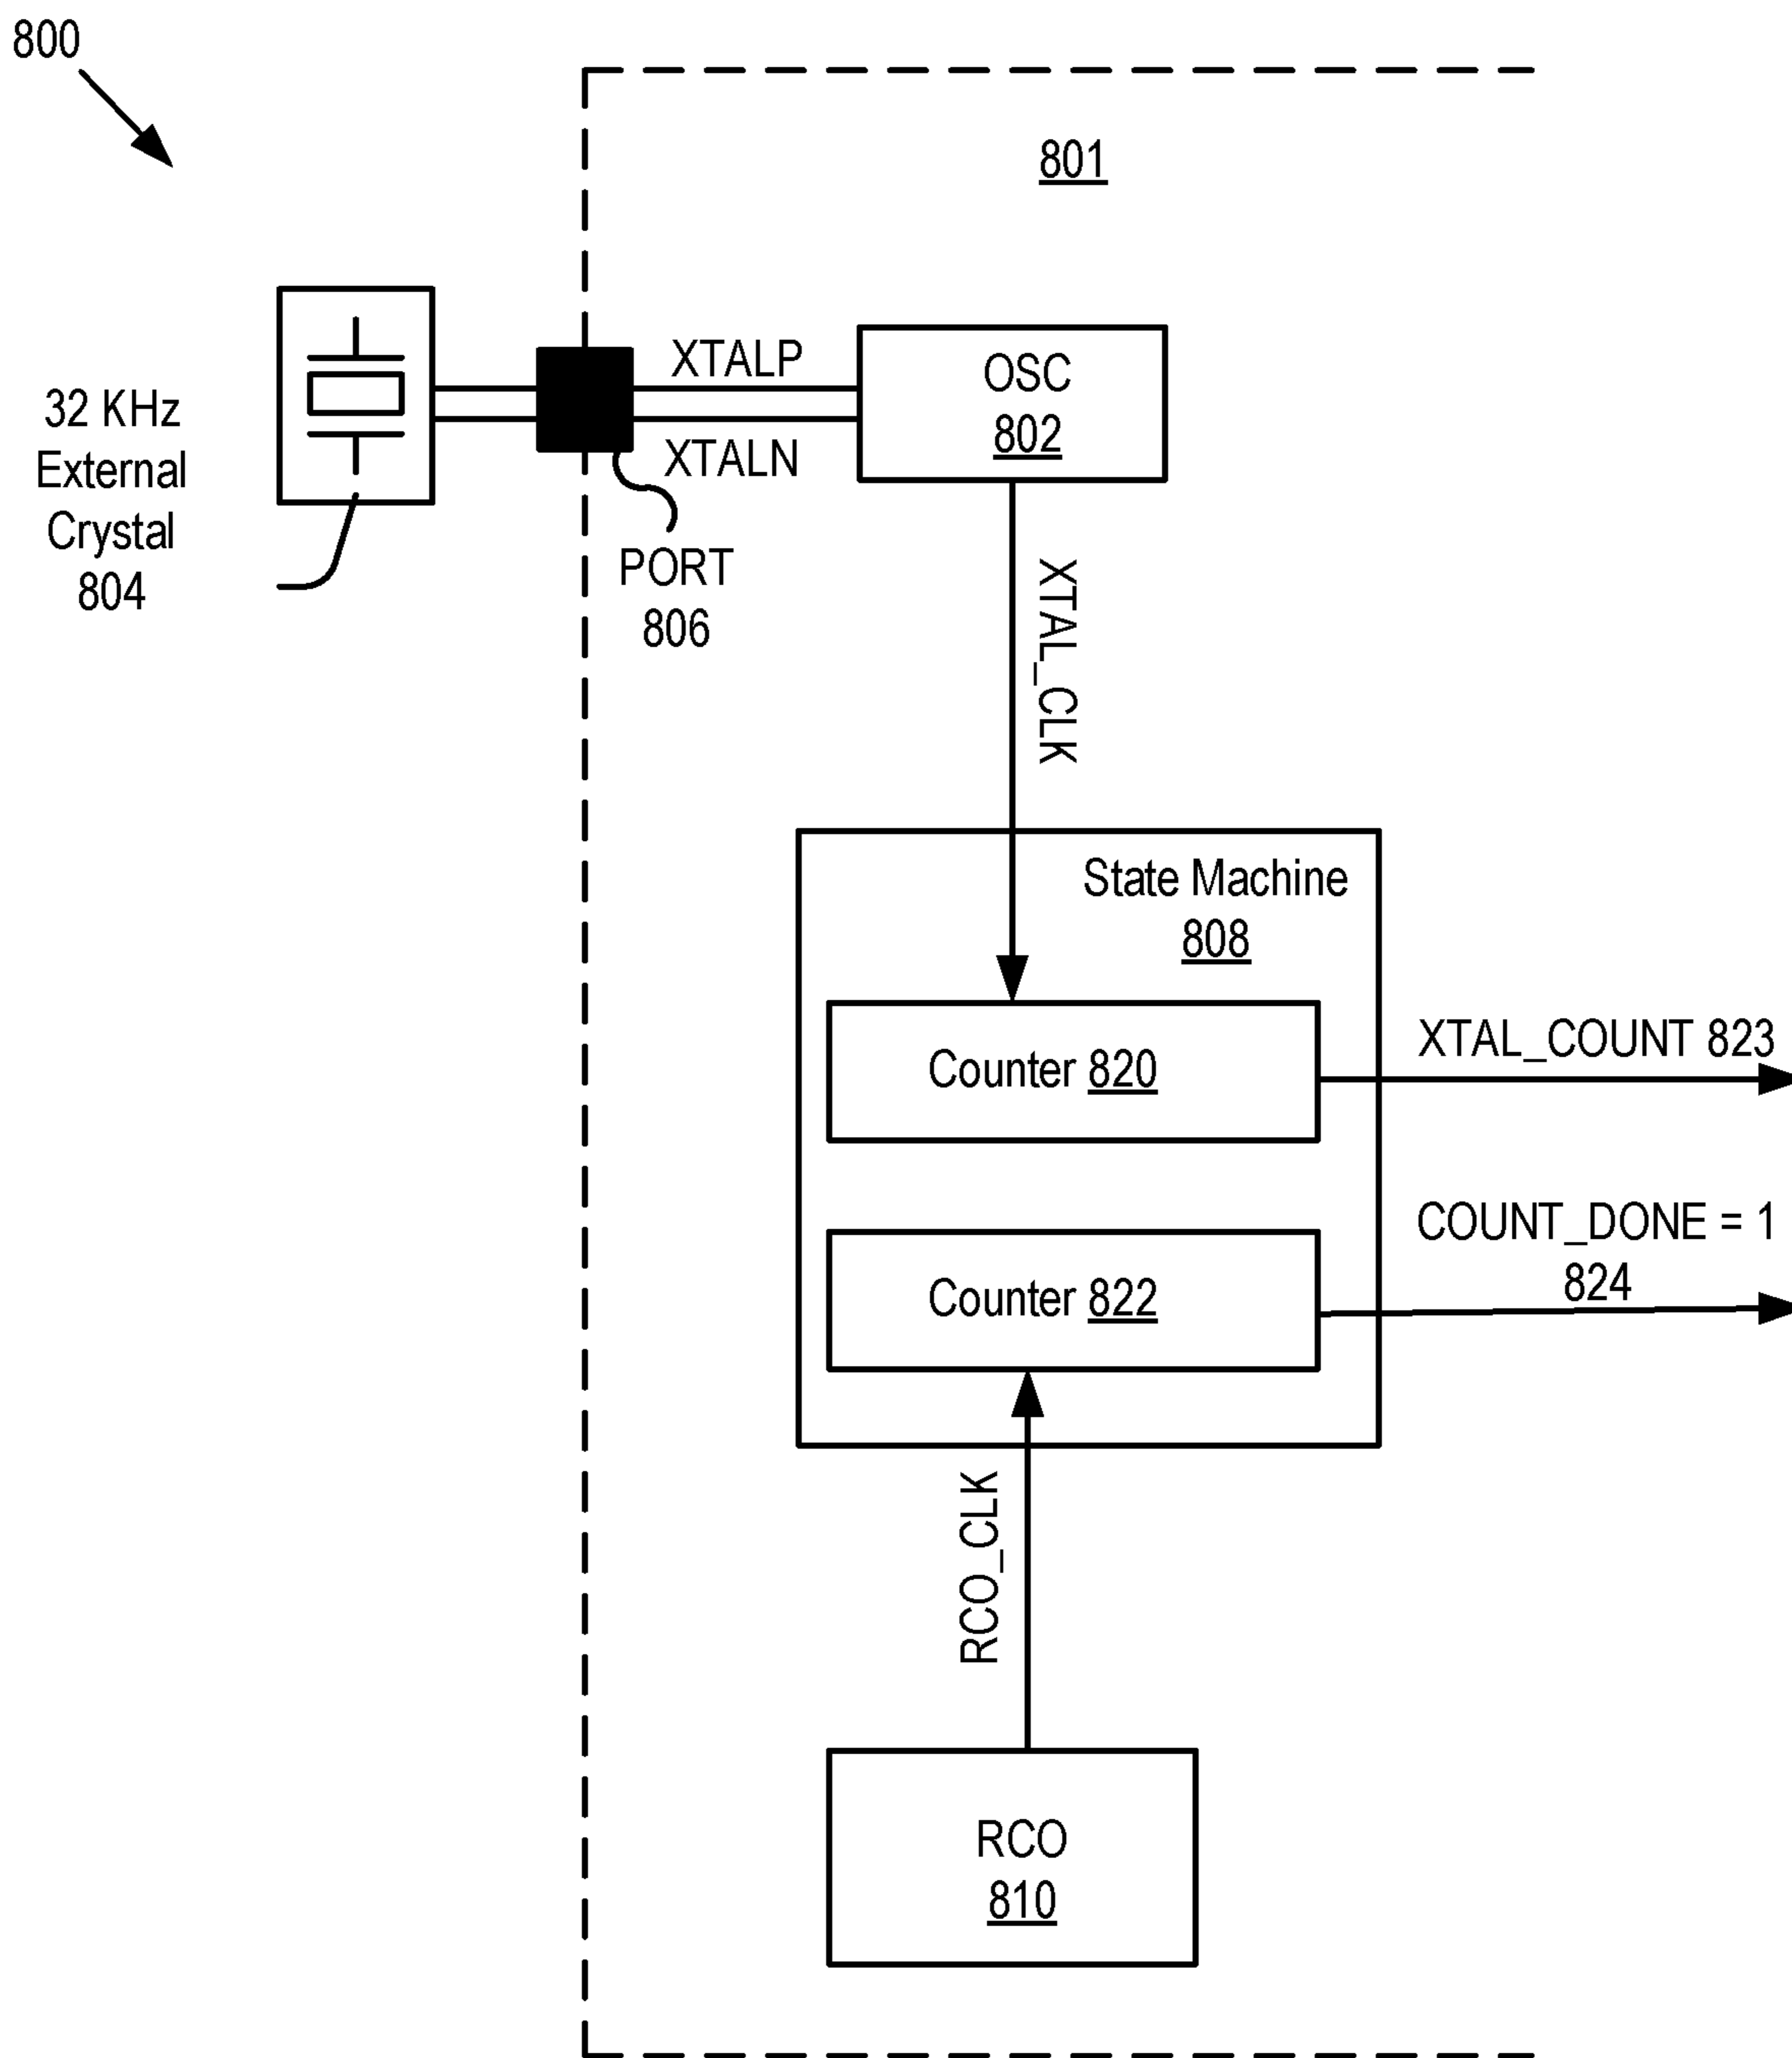 800
801
XTALP
OSC
802
32 KHz
External
Crystal
804
XTALN
PORT
806
XTAL_CLK
State Machine
808
XTAL_COUNT 823
Counter 820
COUNT_DONE = 1
824
Counter 822
RCO_CLK
RCO
810